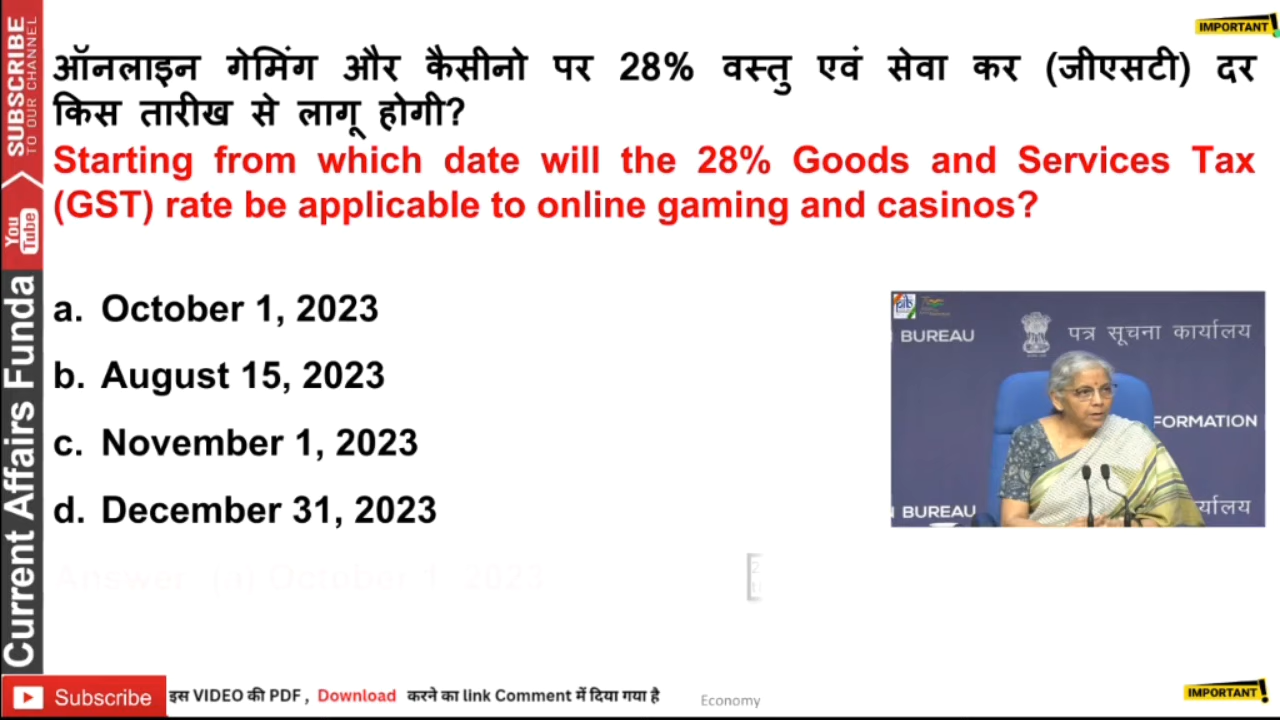 IMPORTANT!
ऑनलाइन गेमिंग और कैसीनो पर 28% वस्तु एवं सेवा कर (जीएसटी) दर
किस तारीख से लागू होगी?
Starting from which date will the 28% Goods and Services Tax
(GST) rate be applicable to online gaming and casinos?
a. October 1, 2023
b. August 15, 2023
c. November 1, 2023
d. December 31, 2023
Answer: (a) October 1, 2023
BUREAU
पत्र सूचना कार्यालय
FORMATION
BUREAU
र्यालय
SUBSCRIBE
TO OUR CHANNEL
You Tube
Current Affairs Funda
Subscribe
इस VIDEO की PDF , Download करने का link Comment में दिया गया है
Economy
IMPORTANT!